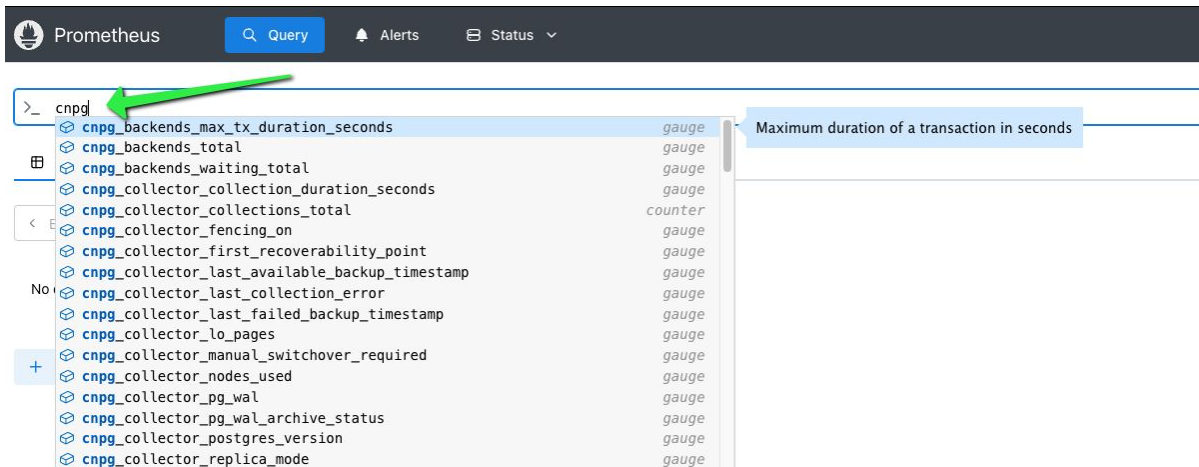 Prometheus Query Alerts Status
>_ cnpg
cnpg_backends_max_tx_duration_seconds gauge Maximum duration of a transaction in seconds
cnpg_backends_total gauge
cnpg_backends_waiting_total gauge
cnpg_collector_collection_duration_seconds gauge
cnpg_collector_collections_total counter
cnpg_collector_fencing_on gauge
cnpg_collector_first_recoverability_point gauge
cnpg_collector_last_available_backup_timestamp gauge
No cnpg_collector_last_collection_error gauge
cnpg_collector_last_failed_backup_timestamp gauge
cnpg_collector_lo_pages gauge
cnpg_collector_manual_switchover_required gauge
cnpg_collector_nodes_used gauge
cnpg_collector_pg_wal gauge
cnpg_collector_pg_wal_archive_status gauge
cnpg_collector_postgres_version gauge
cnpg_collector_replica_mode gauge